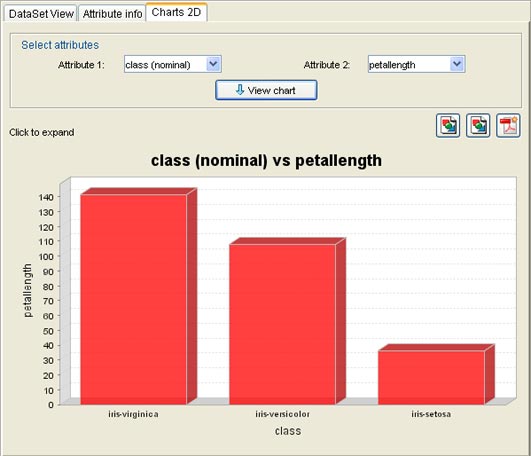 DataSet View Attribute info Charts 2D
Select attributes
Attribute 1: class (nominal) Attribute 2: petallength
View chart
Click to expand
class (nominal) vs petallength
140
130
120
110
100
90
80
70
60
50
40
30
20
10
0
petallength
iris-virginica iris-versicolor iris-setosa
class